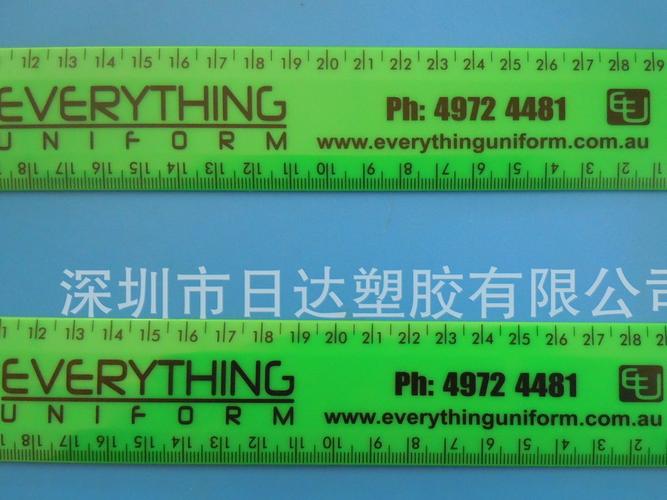 12 13 14 15 16 17 18 19 20 21 22 23 24 25 26 27 28 29
EVERYTHING Ph: 4972 4481 EU
UNIFORM www.everythinguniform.com.au
18 17 16 15 14 13 12 11 10 9 8 7 6 5 4 3 2
深圳市日达塑胶有限公司
12 13 14 15 16 17 18 19 20 21 22 23 24 25 26 27 28
EVERYTHING Ph: 4972 4481 EU
UNIFORM www.everythinguniform.com.au
18 17 16 15 14 13 12 11 10 9 8 7 6 5 4 3 2